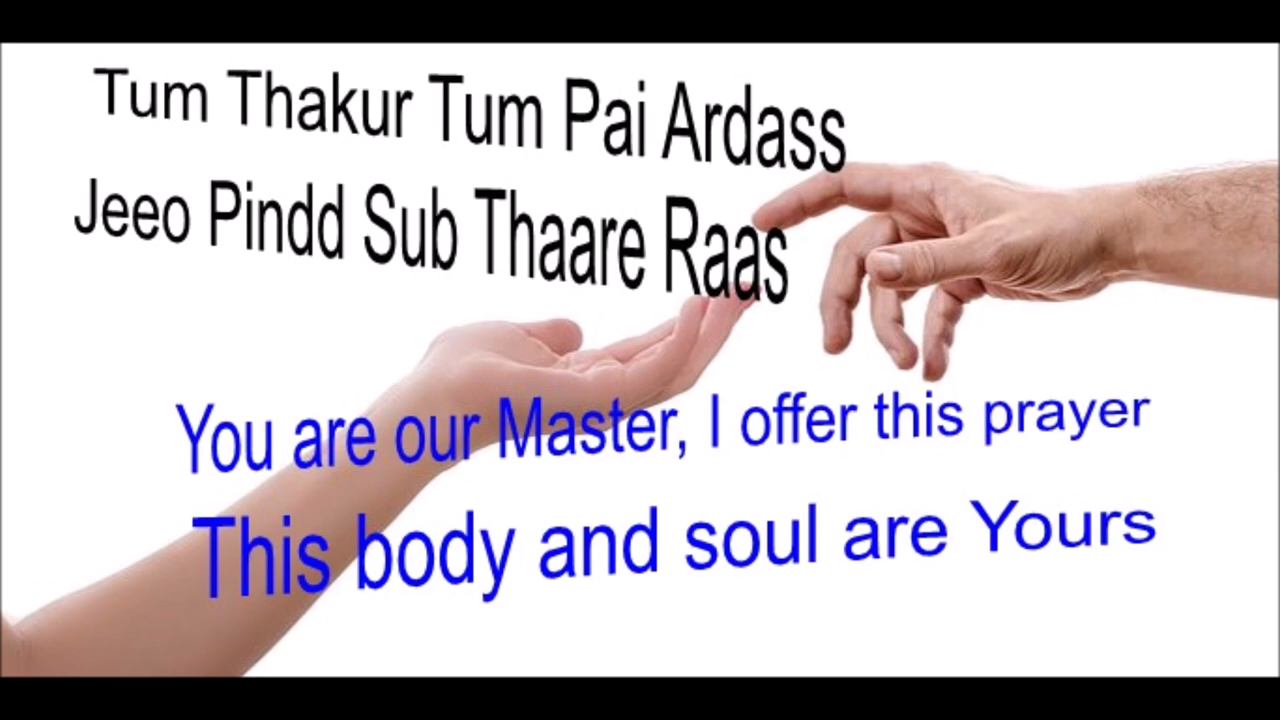 Tum Thakur Tum Pai Ardass
Jeeo Pindd Sub Thaare Raas
You are our Master, I offer this prayer
This body and soul are Yours